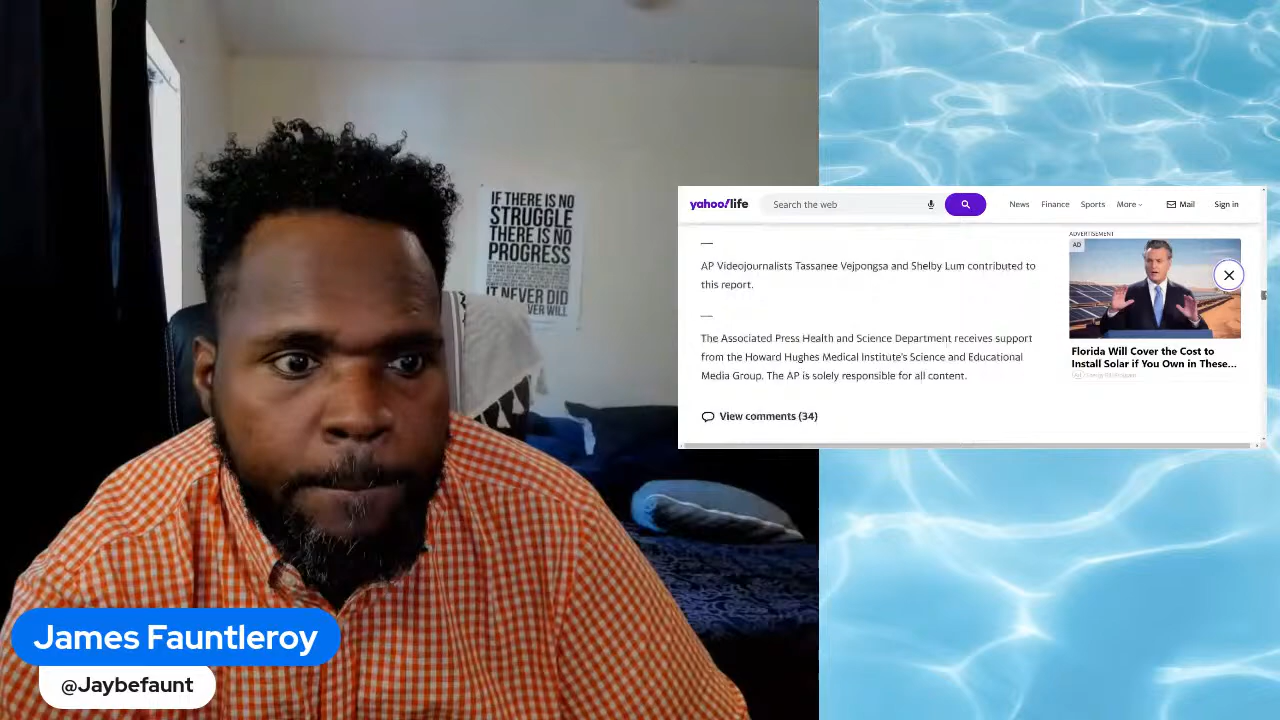 IF THERE IS NO
STRUGGLE
THERE IS NO
PROGRESS
IT NEVER DID
VER WILL.
yahoo!life
Search the web
News
Finance
Sports
More
Mail
Sign in
ADVERTISEMENT
AD
—
AP Videojournalists Tassanee Vejpongsa and Shelby Lum contributed to
this report.
—
The Associated Press Health and Science Department receives support
from the Howard Hughes Medical Institute's Science and Educational
Media Group. The AP is solely responsible for all content.
Florida Will Cover the Cost to
Install Solar if You Own in These...
View comments (34)
James Fauntleroy
@Jaybefaunt